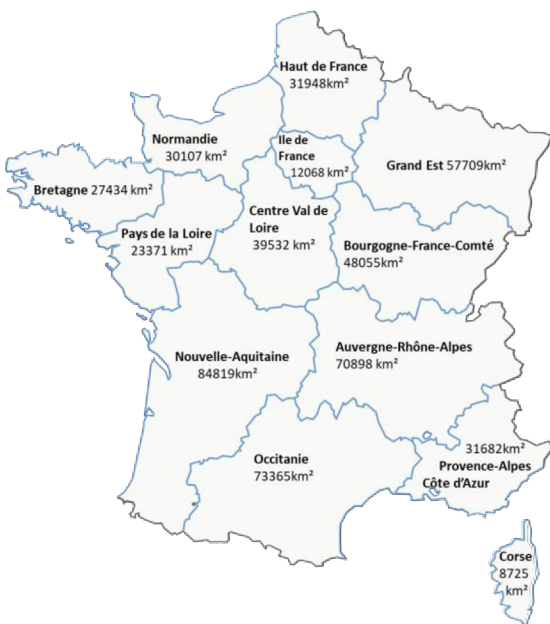 Haut de France
31948km²
Normandie
30107 km²
Ile de
France
12068 km²
Grand Est 57709km²
Bretagne 27434 km²
Pays de la Loire
23371 km²
Centre Val de
Loire
39532 km²
Bourgogne-France-Comté
48055km²
Nouvelle-Aquitaine
84819km²
Auvergne-Rhône-Alpes
70898 km²
Occitanie
73365km²
31682km²
Provence-Alpes
Côte d'Azur
Corse
8725
km²